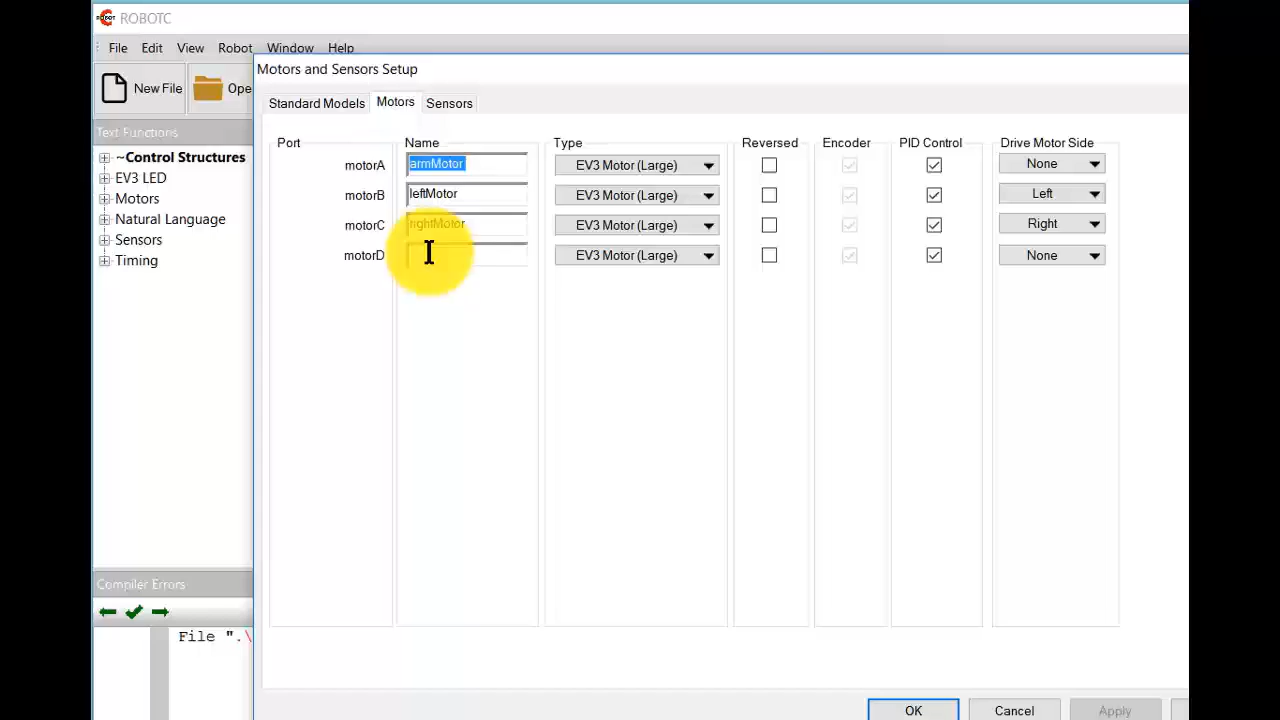 ROBOT ROBOTC
File Edit View Robot Window Help
New File Ope
Motors and Sensors Setup
Standard Models Motors Sensors
Text Functions
~Control Structures
EV3 LED
Motors
Natural Language
Sensors
Timing
Port Name Type Reversed Encoder PID Control Drive Motor Side
motorA armMotor EV3 Motor (Large) None
motorB leftMotor EV3 Motor (Large) Left
motorC rightMotor EV3 Motor (Large) Right
motorD EV3 Motor (Large) None
Compiler Errors
File ".\
OK Cancel Apply